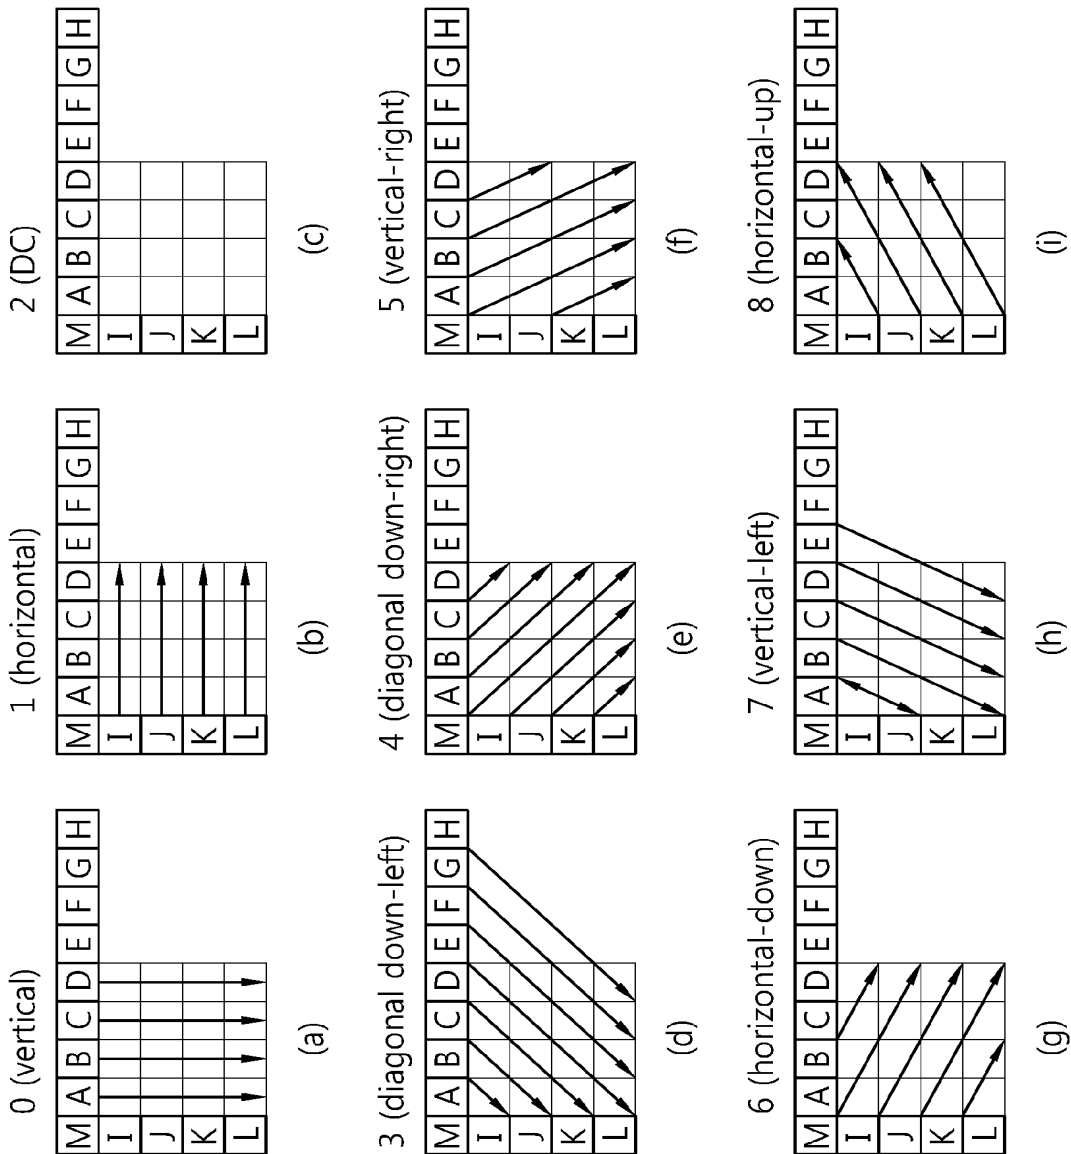 0 (vertical)
M A B C D E F G H
I
J
K
L
(a)
1 (horizontal)
M A B C D E F G H
I
J
K
L
(b)
2 (DC)
M A B C D E F G H
I
J
K
L
(c)
3 (diagonal down-left)
M A B C D E F G H
I
J
K
L
(d)
4 (diagonal down-right)
M A B C D E F G H
I
J
K
L
(e)
5 (vertical-right)
M A B C D E F G H
I
J
K
L
(f)
6 (horizontal-down)
M A B C D E F G H
I
J
K
L
(g)
7 (vertical-left)
M A B C D E F G H
I
J
K
L
(h)
8 (horizontal-up)
M A B C D E F G H
I
J
K
L
(i)